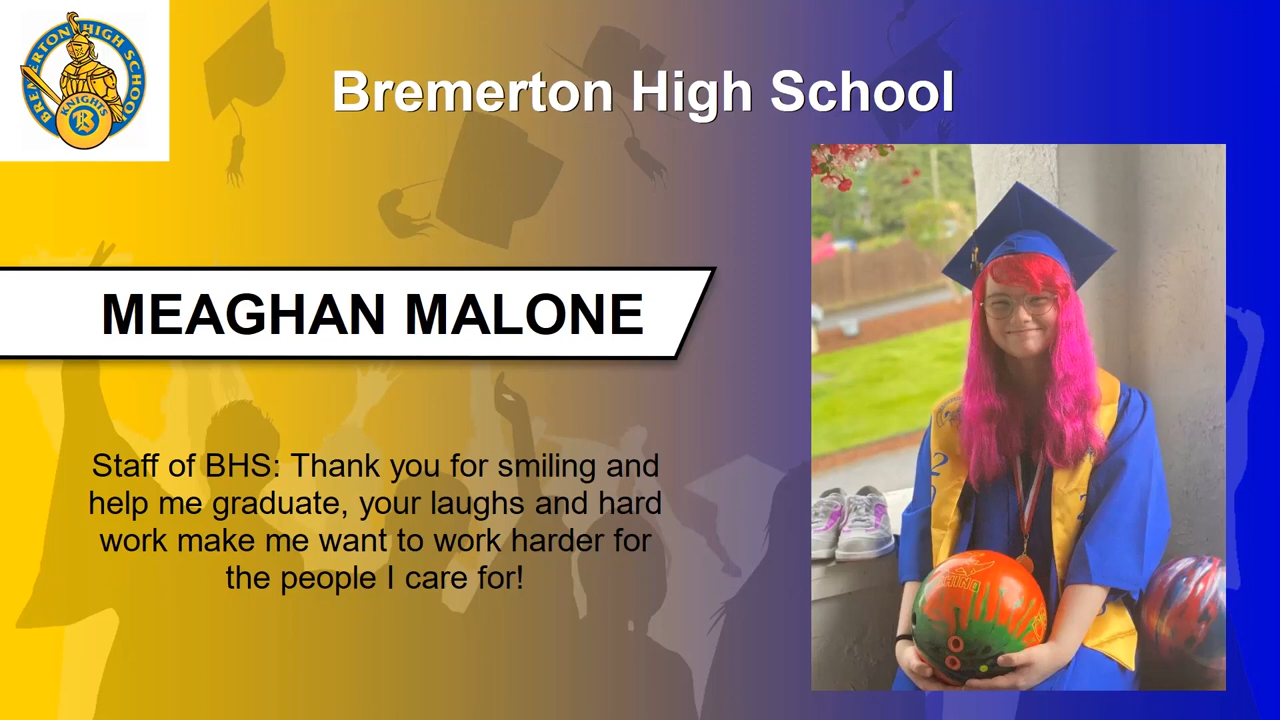 BREMERTON HIGH SCHOOL
KNIGHTS
B
Bremerton High School
MEAGHAN MALONE
Staff of BHS: Thank you for smiling and
help me graduate, your laughs and hard
work make me want to work harder for
the people I care for!